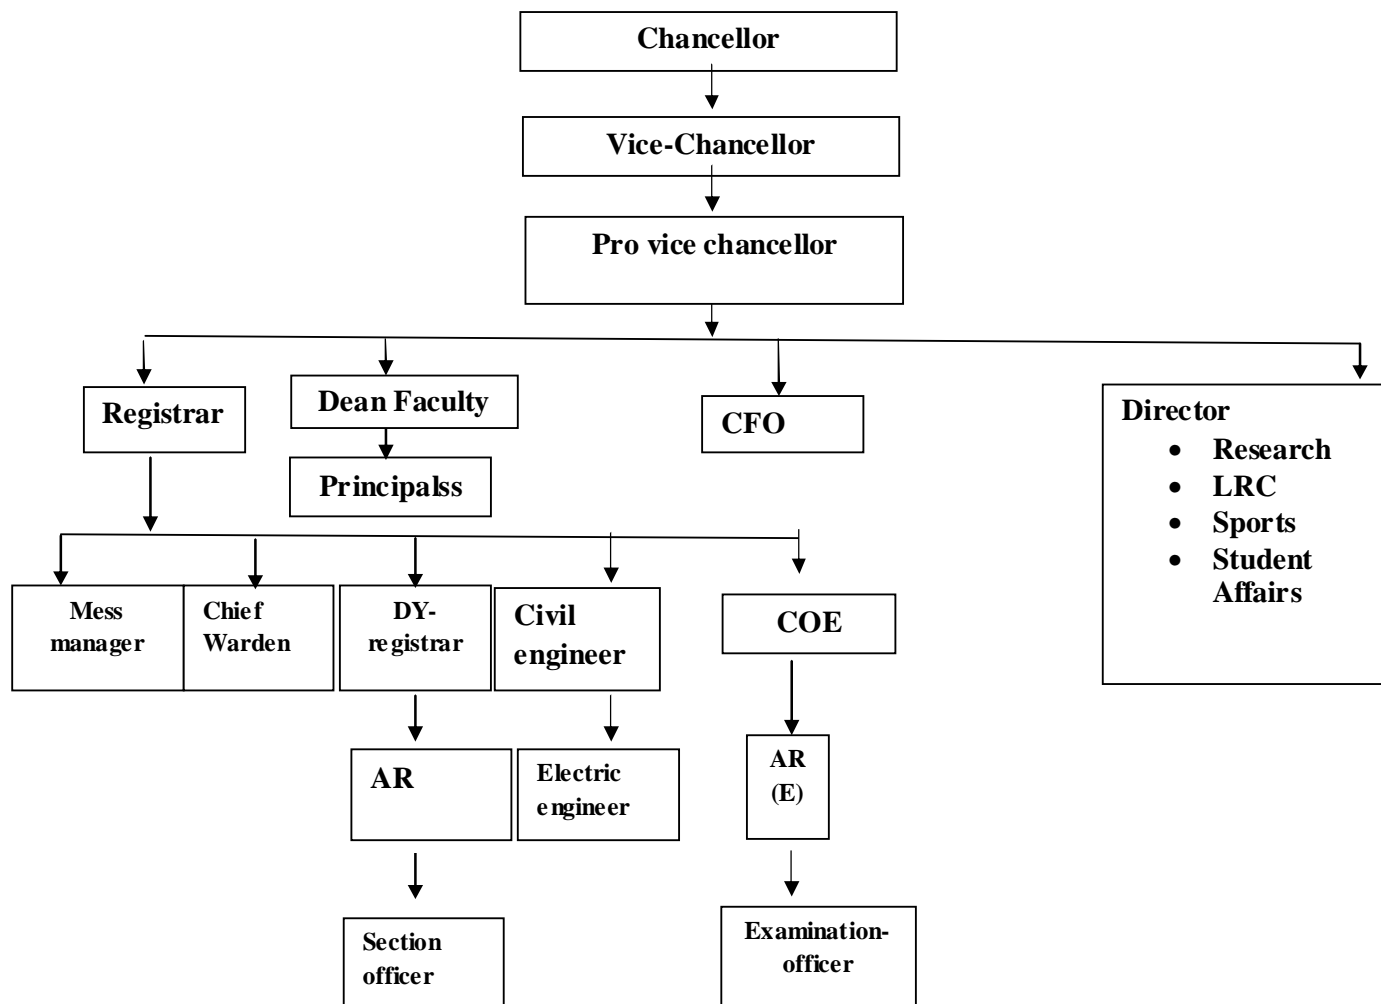 Chancellor
Vice-Chancellor
Pro vice chancellor
Registrar
Dean Faculty
Principalss
CFO
Director
• Research
• LRC
• Sports
• Student
Affairs
Mess
manager
Chief
Warden
DY-
registrar
Civil
engineer
COE
AR
Electric
engineer
AR
(E)
Section
officer
Examination-
officer